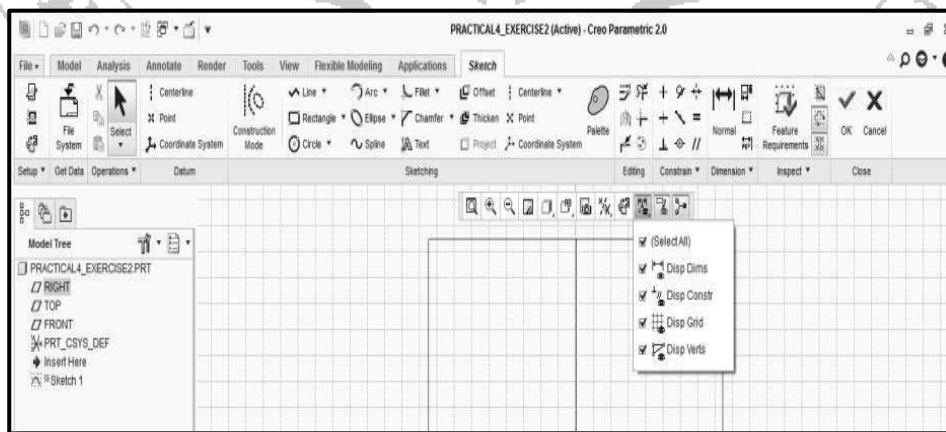 PRACTICAL4_EXERCISE2 (Active) - Creo Parametric 2.0
File Model Analysis Annotate Render Tools View Flexible Modeling Applications Sketch
Centerline Line Arc Fillet Offset Centerline
X Point Rectangle Ellipse Chamfer Thicken X Point
File System Select Coordinate System Construction Mode Circle Spline Text Project Coordinate System Palette Normal Feature Requirements OK Cancel
Setup Get Data Operations Datum Sketching Editing Constrain Dimension Inspect Close
Model Tree
(Select All)
PRACTICAL4_EXERCISE2.PRT
Disp Dims
RIGHT
TOP
Disp Constr
FRONT
PRT_CSYS_DEF
Disp Grid
Insert Here
Disp Verts
Sketch 1